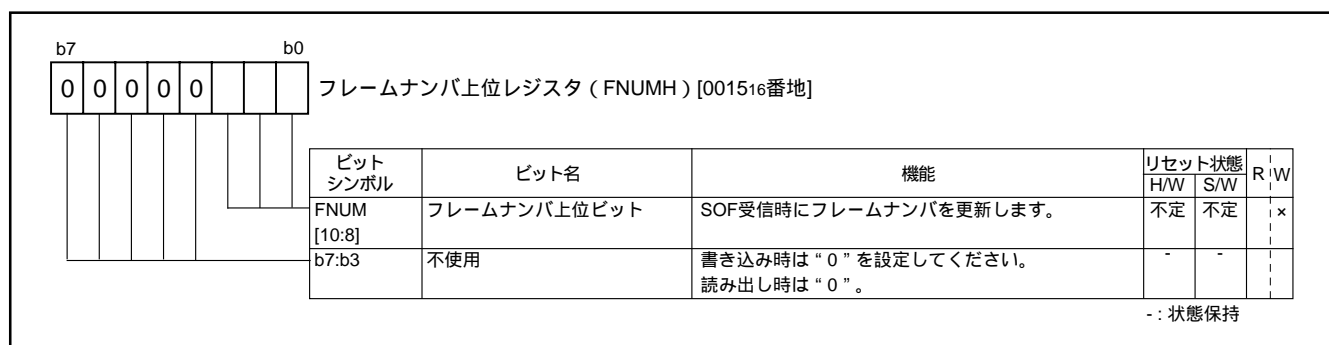 b7 b0
0 0 0 0 0 フレームナンバ上位レジスタ（FNUMH）[001516番地]
ビットシンボル ビット名 機能 リセット状態 H/W S/W R W
FNUM [10:8] フレームナンバ上位ビット SOF受信時にフレームナンバを更新します。 不定 不定 ×
b7:b3 不使用 書き込み時は“0”を設定してください。 - -
読み出し時は“0”。
- : 状態保持